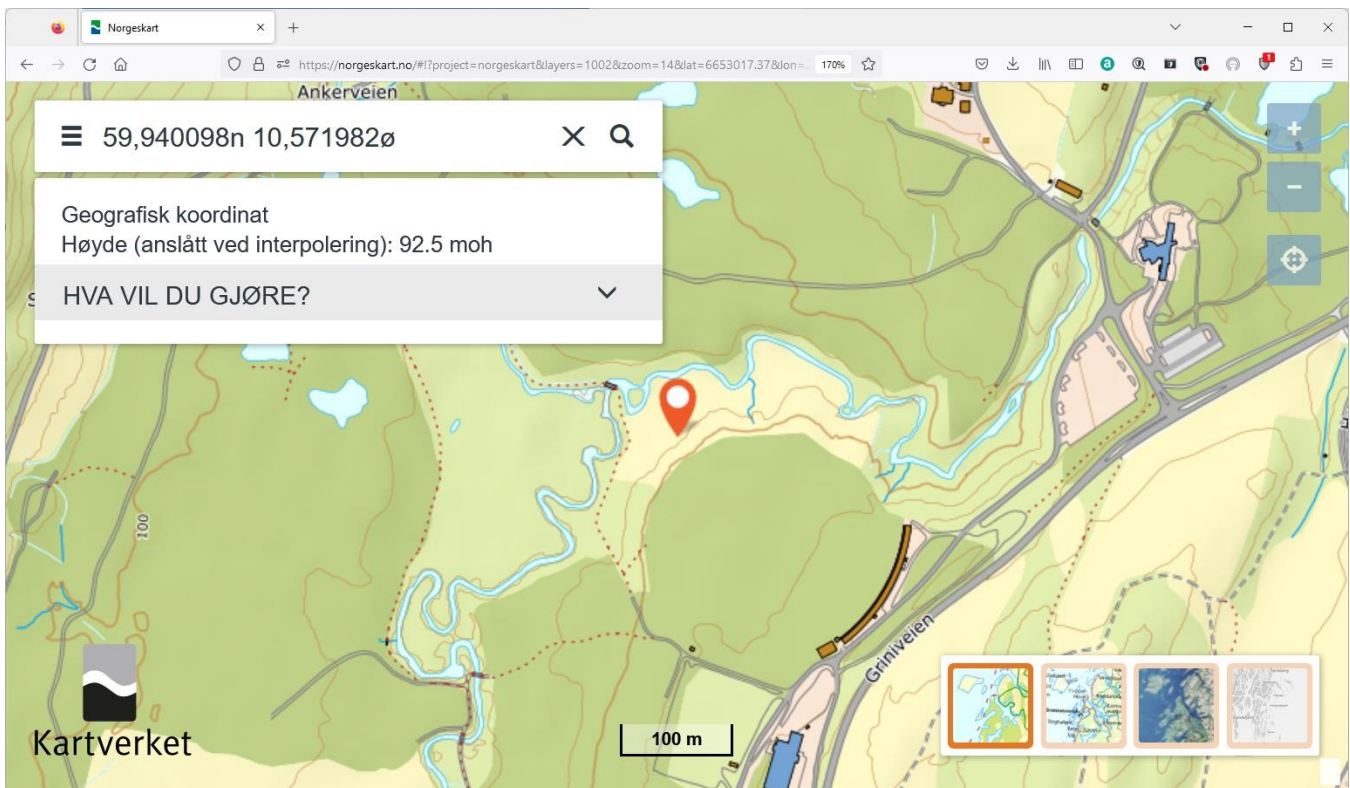 Norgeskart
https://norgeskart.no/#!?project=norgeskart&layers=1002&zoom=14&lat=6653017.37&lon=
170%
Ankerveien
59,940098n 10,571982ø
Geografisk koordinat
Høyde (anslått ved interpolering): 92.5 moh
HVA VIL DU GJØRE?
100
Griniveien
Kartverket
100 m